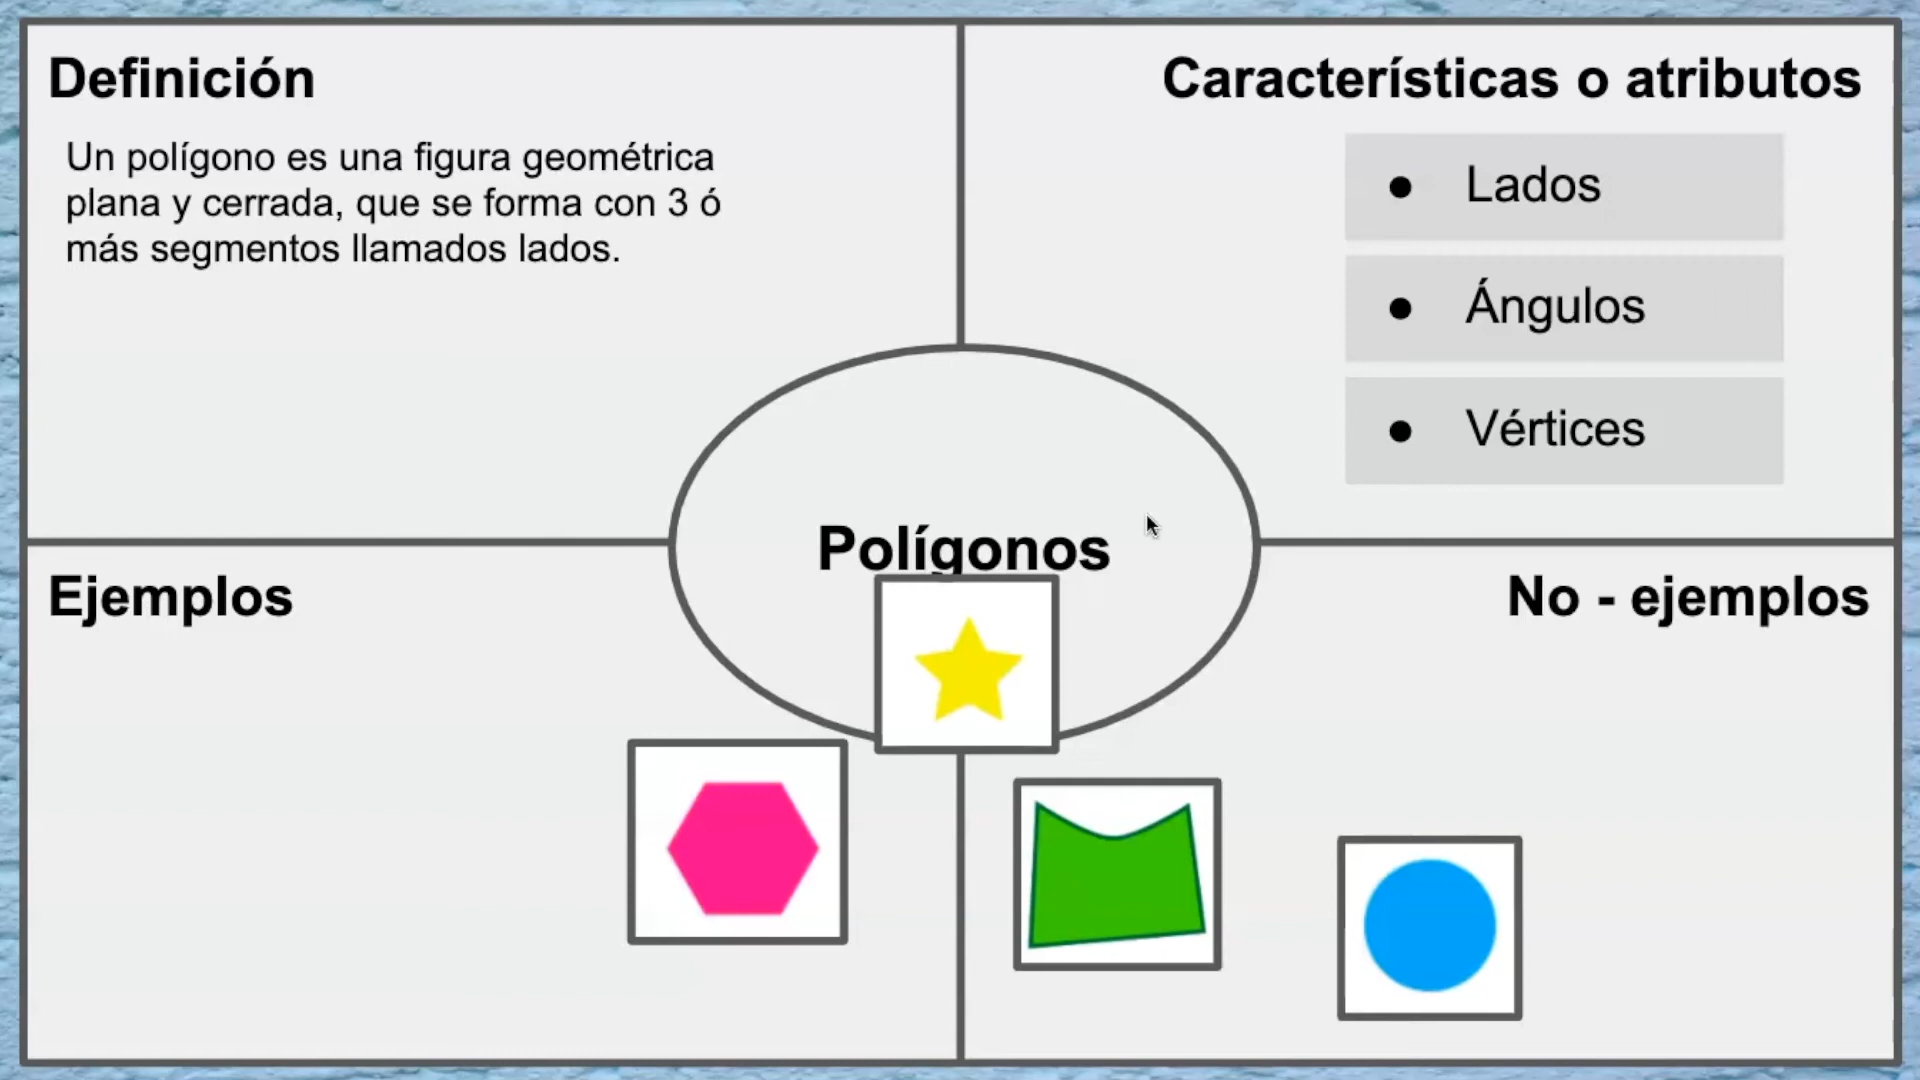 Definición
Un polígono es una figura geométrica
plana y cerrada, que se forma con 3 ó
más segmentos llamados lados.
Características o atributos
● Lados
● Ángulos
● Vértices
Polígonos
Ejemplos
No - ejemplos